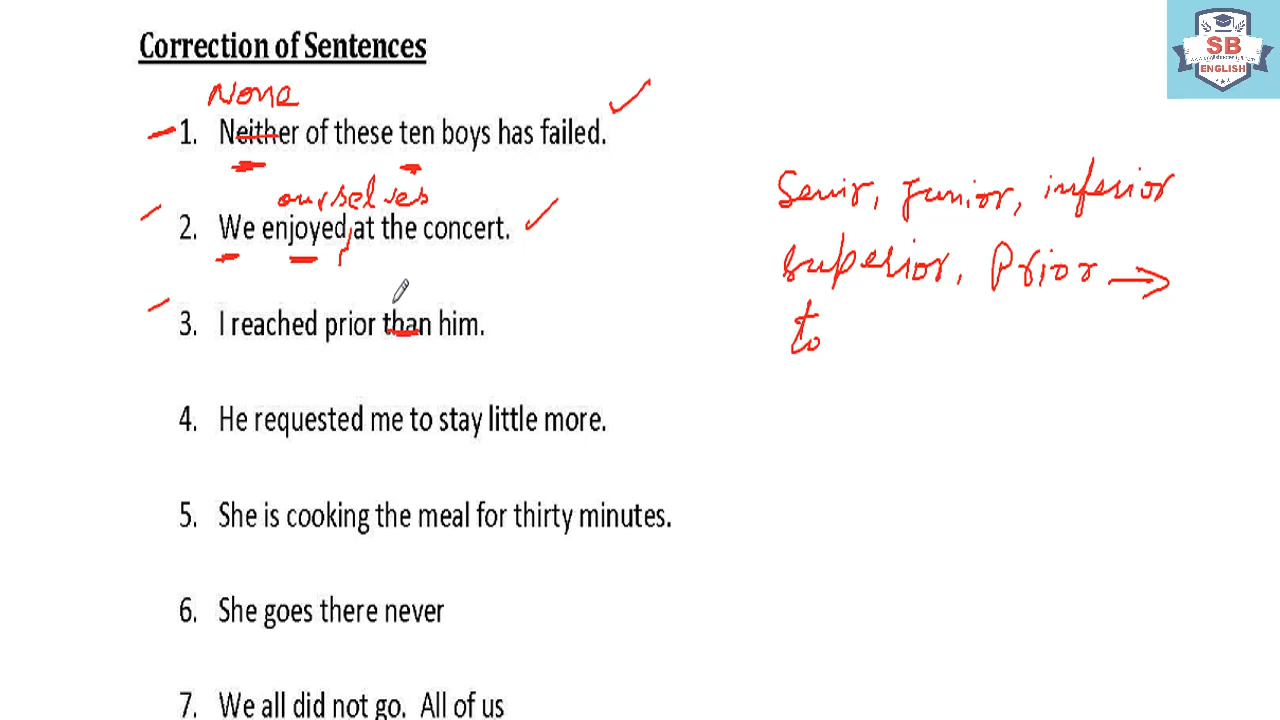 Correction of Sentences
SB
ENGLISH
None
1. Neither of these ten boys has failed.
ourselves
2. We enjoyed, at the concert.
Senir, Junior, inferior
superior, Prior →
to
3. I reached prior than him.
4. He requested me to stay little more.
5. She is cooking the meal for thirty minutes.
6. She goes there never
7. We all did not go. All of us